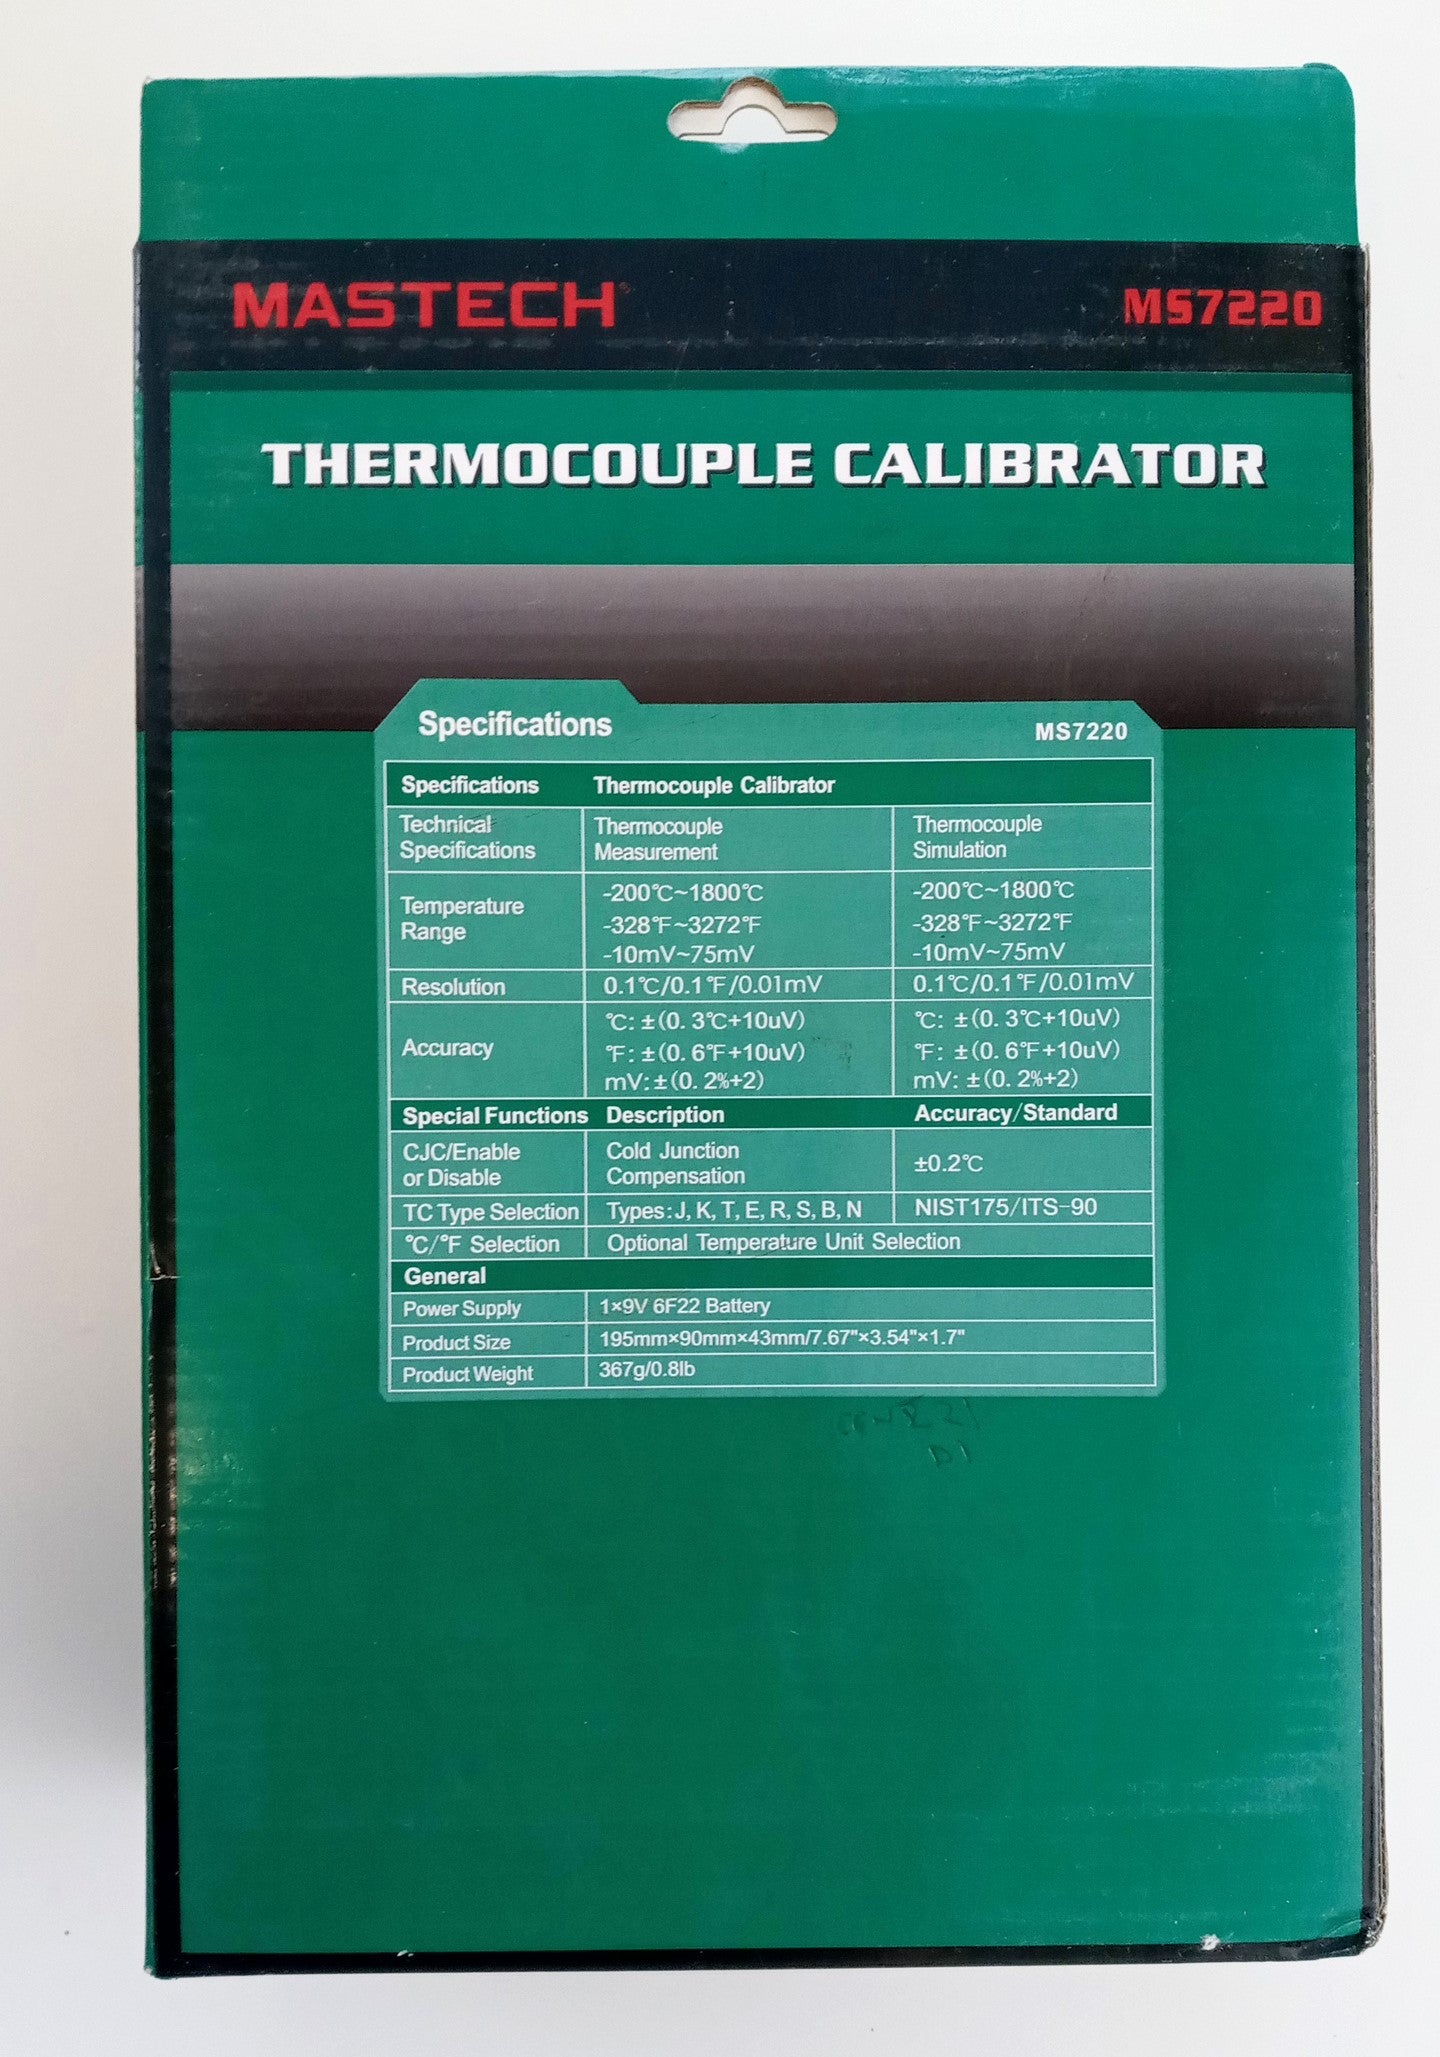 MASTECH®
MS7220
THERMOCOUPLE CALIBRATOR
Specifications
MS7220
Specifications Thermocouple Calibrator
Technical
Specifications
Thermocouple
Measurement
Thermocouple
Simulation
Temperature
Range
-200℃~1800℃
-328℉~3272℉
-10mV~75mV
-200℃~1800℃
-328℉~3272℉
-10mV~75mV
Resolution 0.1℃/0.1℉/0.01mV 0.1℃/0.1℉/0.01mV
Accuracy
℃: ±(0. 3℃+10uV)
℉: ±(0. 6℉+10uV)
mV: ±(0. 2%+2)
℃: ±(0. 3℃+10uV)
℉: ±(0. 6℉+10uV)
mV: ±(0. 2%+2)
Special Functions Description Accuracy/Standard
CJC/Enable
or Disable
Cold Junction
Compensation
±0.2℃
TC Type Selection Types:J, K, T, E, R, S, B, N NIST175/ITS-90
℃/℉ Selection Optional Temperature Unit Selection
General
Power Supply 1×9V 6F22 Battery
Product Size 195mm×90mm×43mm/7.67"×3.54"×1.7"
Product Weight 367g/0.8lb